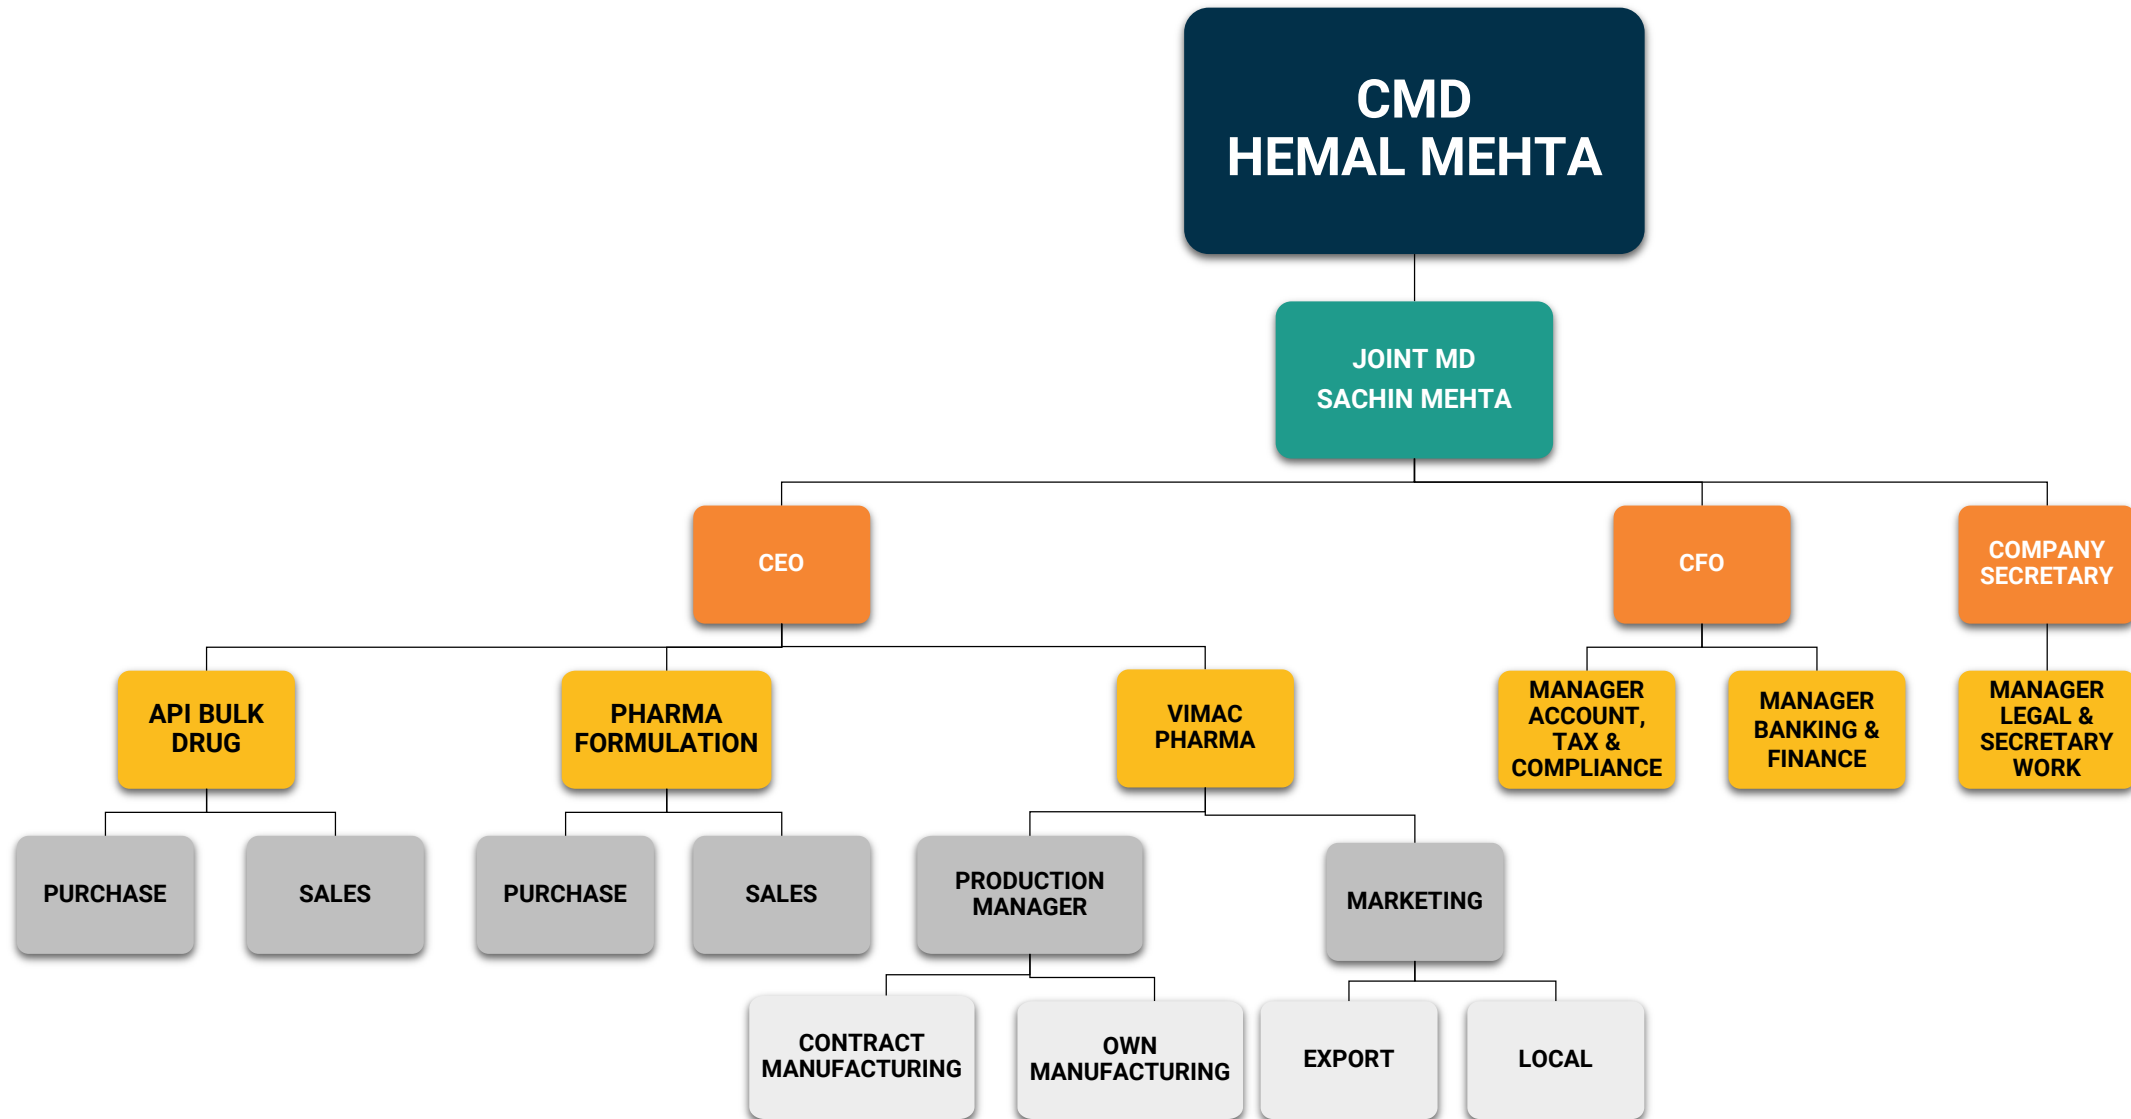 CMD
HEMAL MEHTA
JOINT MD
SACHIN MEHTA
CEO
CFO
COMPANY
SECRETARY
API BULK
DRUG
PHARMA
FORMULATION
VIMAC
PHARMA
MANAGER
ACCOUNT,
TAX &
COMPLIANCE
MANAGER
BANKING &
FINANCE
MANAGER
LEGAL &
SECRETARY
WORK
PURCHASE
SALES
PURCHASE
SALES
PRODUCTION
MANAGER
MARKETING
CONTRACT
MANUFACTURING
OWN
MANUFACTURING
EXPORT
LOCAL